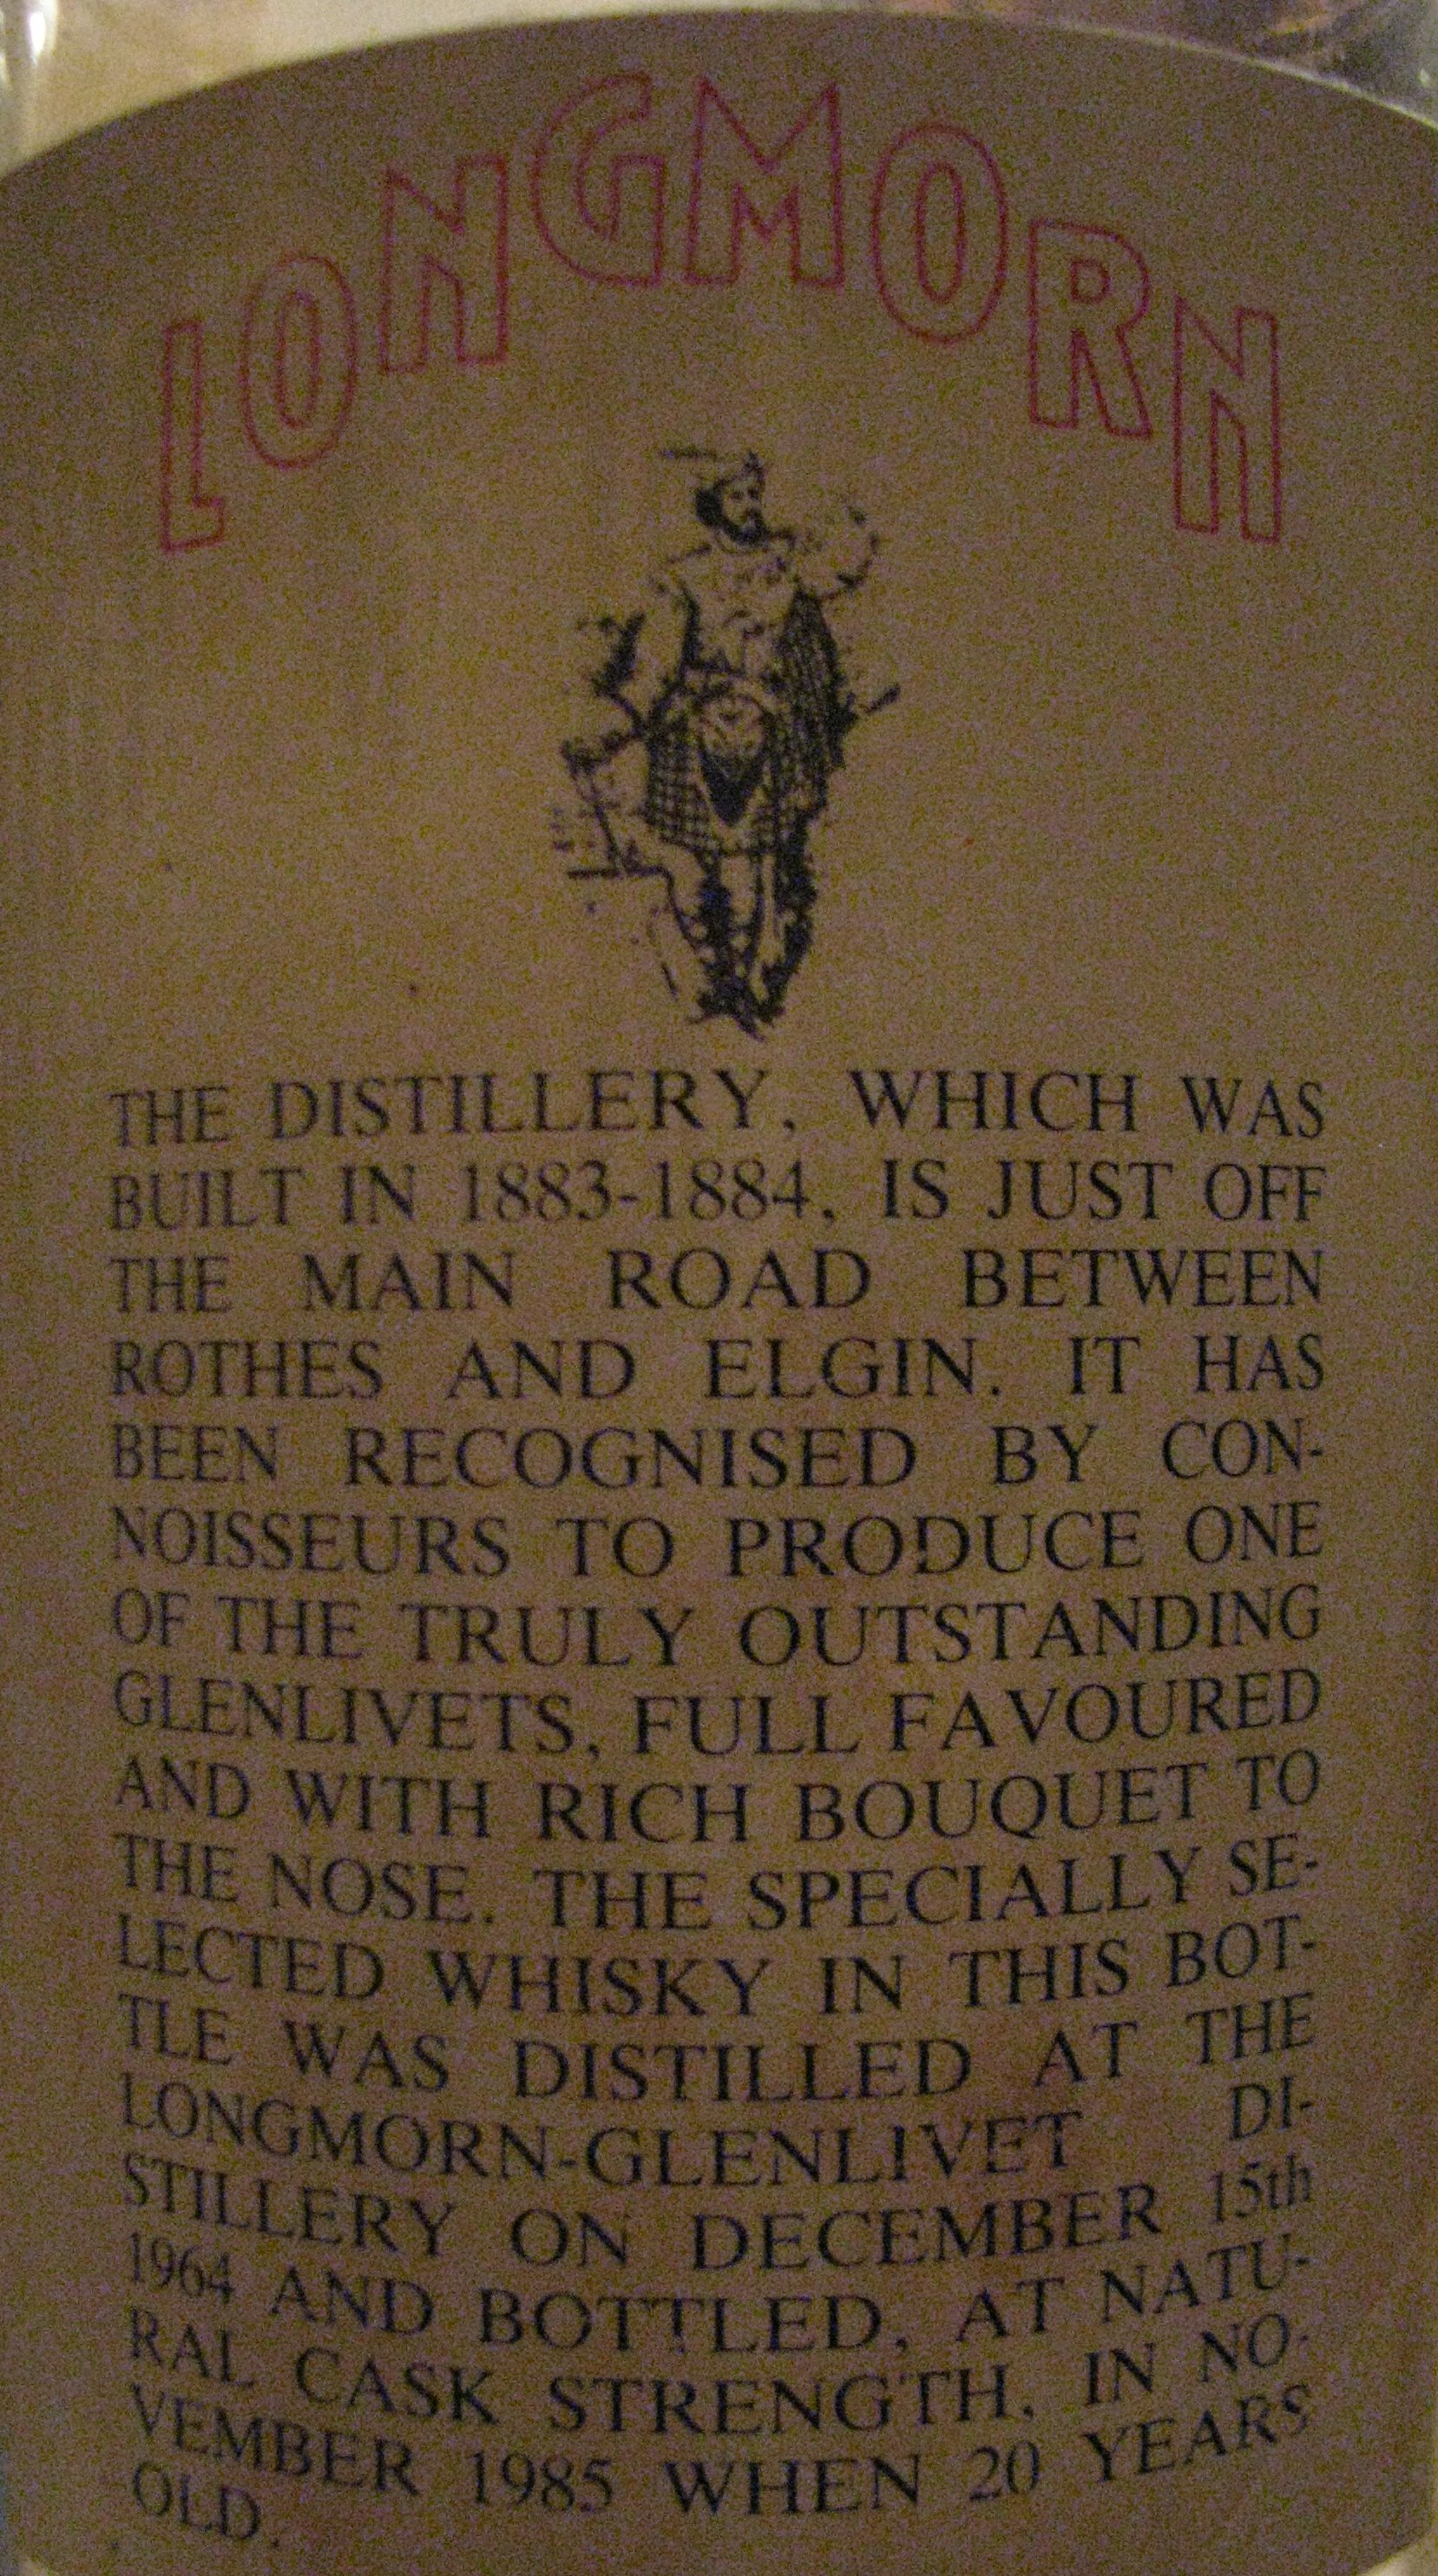 LONGMORN
THE DISTILLERY, WHICH WAS
BUILT IN 1883-1884, IS JUST OFF
THE MAIN ROAD BETWEEN
ROTHES AND ELGIN. IT HAS
BEEN RECOGNISED BY CON-
NOISSEURS TO PRODUCE ONE
OF THE TRULY OUTSTANDING
GLENLIVETS, FULL FAVOURED
AND WITH RICH BOUQUET TO
THE NOSE. THE SPECIALLY SE-
LECTED WHISKY IN THIS BOT-
TLE WAS DISTILLED AT THE
LONGMORN-GLENLIVET DI-
STILLERY ON DECEMBER 15th
1964 AND BOTTLED, AT NATU-
RAL CASK STRENGTH, IN NO-
VEMBER 1985 WHEN 20 YEARS
OLD.